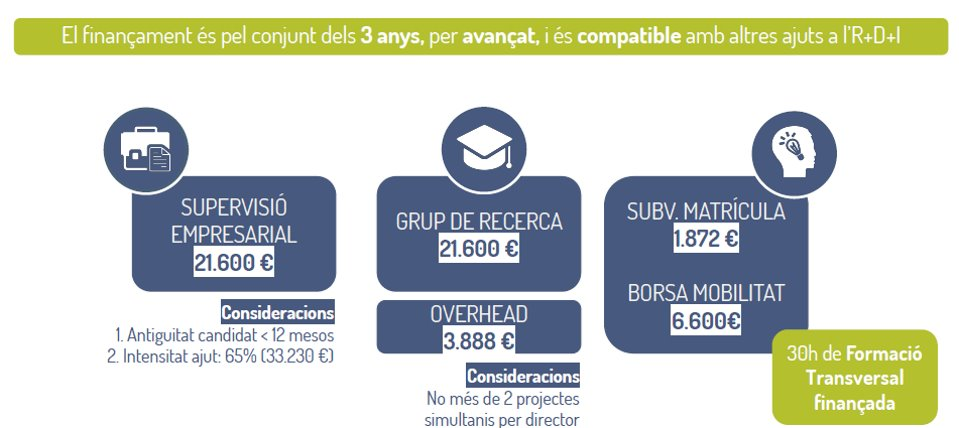 El finançament és pel conjunt dels 3 anys, per avançat, i és compatible amb altres ajuts a l'R+D+I
SUPERVISIÓ
EMPRESARIAL
21.600 €
Consideracions
1. Antiguitat candidat < 12 mesos
2. Intensitat ajut: 65% (33.230 €)
GRUP DE RECERCA
21.600 €
OVERHEAD
3.888 €
Consideracions
No més de 2 projectes
simultanis per director
SUBV. MATRÍCULA
1.872 €
BORSA MOBILITAT
6.600€
30h de Formació
Transversal
finançada